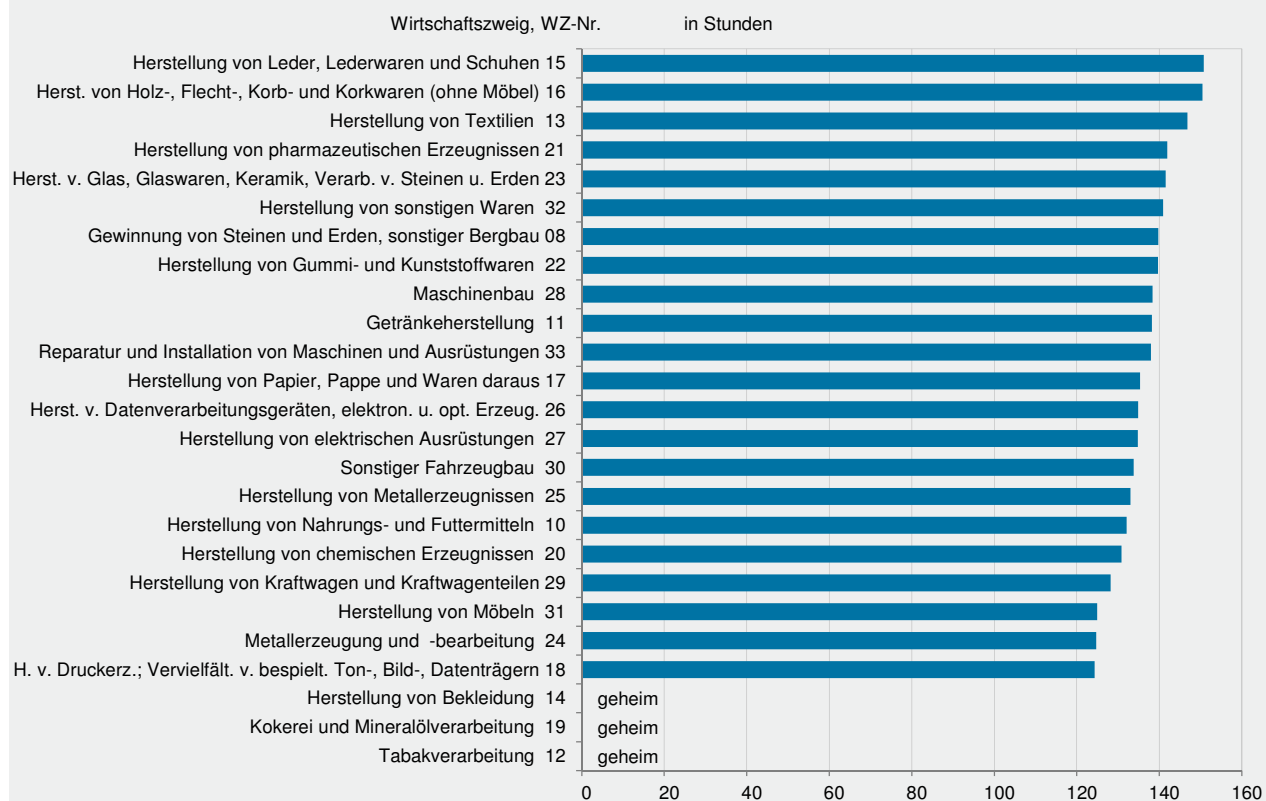 Wirtschaftszweig, WZ-Nr. in Stunden
Herstellung von Leder, Lederwaren und Schuhen 15
Herst. von Holz-, Flecht-, Korb- und Korkwaren (ohne Möbel) 16
Herstellung von Textilien 13
Herstellung von pharmazeutischen Erzeugnissen 21
Herst. v. Glas, Glaswaren, Keramik, Verarb. v. Steinen u. Erden 23
Herstellung von sonstigen Waren 32
Gewinnung von Steinen und Erden, sonstiger Bergbau 08
Herstellung von Gummi- und Kunststoffwaren 22
Maschinenbau 28
Getränkeherstellung 11
Reparatur und Installation von Maschinen und Ausrüstungen 33
Herstellung von Papier, Pappe und Waren daraus 17
Herst. v. Datenverarbeitungsgeräten, elektron. u. opt. Erzeug. 26
Herstellung von elektrischen Ausrüstungen 27
Sonstiger Fahrzeugbau 30
Herstellung von Metallerzeugnissen 25
Herstellung von Nahrungs- und Futtermitteln 10
Herstellung von chemischen Erzeugnissen 20
Herstellung von Kraftwagen und Kraftwagenteilen 29
Herstellung von Möbeln 31
Metallerzeugung und -bearbeitung 24
H. v. Druckerz.; Vervielfält. v. bespielt. Ton-, Bild-, Datenträgern 18
Herstellung von Bekleidung 14 geheim
Kokerei und Mineralölverarbeitung 19 geheim
Tabakverarbeitung 12 geheim
0 20 40 60 80 100 120 140 160